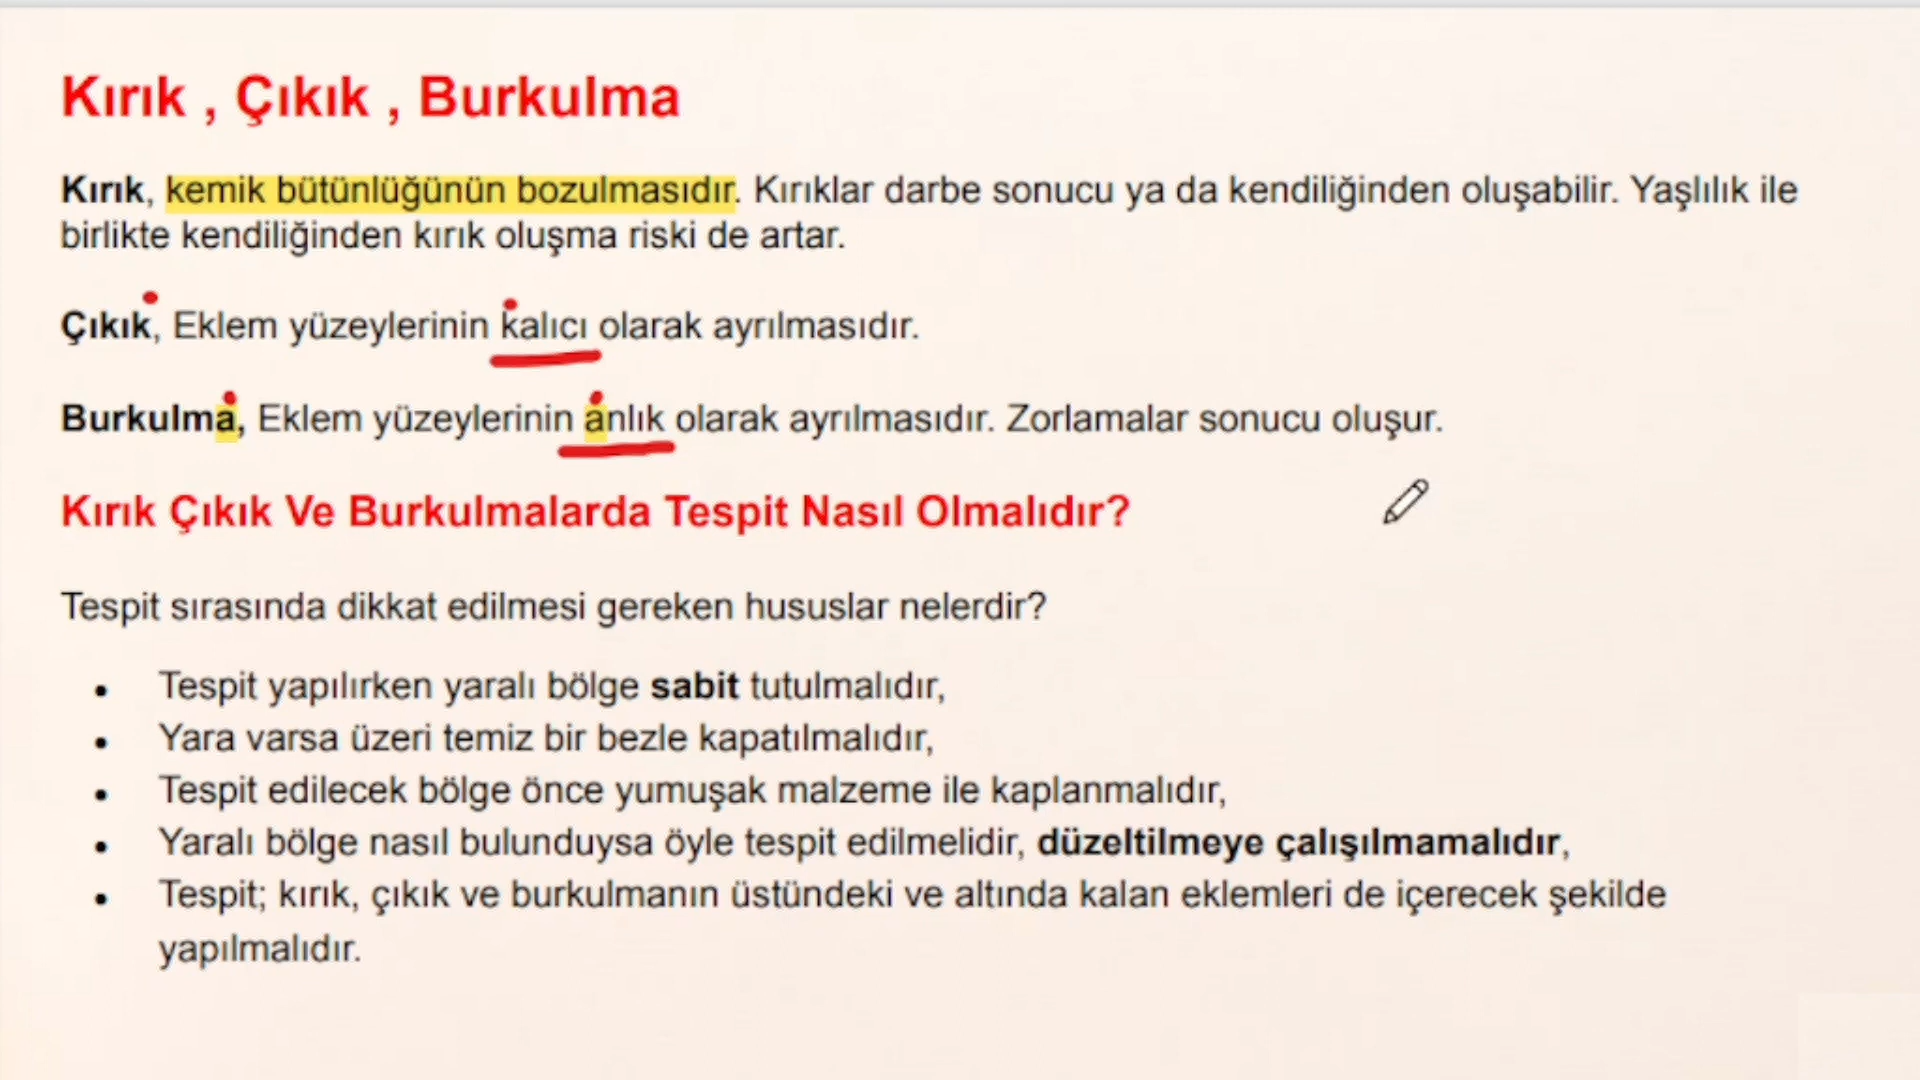 Kırık , Çıkık , Burkulma
Kırık, kemik bütünlüğünün bozulmasıdır. Kırıklar darbe sonucu ya da kendiliğinden oluşabilir. Yaşlılık ile
birlikte kendiliğinden kırık oluşma riski de artar.
Çıkık, Eklem yüzeylerinin kalıcı olarak ayrılmasıdır.
Burkulma, Eklem yüzeylerinin anlık olarak ayrılmasıdır. Zorlamalar sonucu oluşur.
Kırık Çıkık Ve Burkulmalarda Tespit Nasıl Olmalıdır?
Tespit sırasında dikkat edilmesi gereken hususlar nelerdir?
• Tespit yapılırken yaralı bölge sabit tutulmalıdır,
• Yara varsa üzeri temiz bir bezle kapatılmalıdır,
• Tespit edilecek bölge önce yumuşak malzeme ile kaplanmalıdır,
• Yaralı bölge nasıl bulunduysa öyle tespit edilmelidir, düzeltilmeye çalışılmamalıdır,
• Tespit; kırık, çıkık ve burkulmanın üstündeki ve altında kalan eklemleri de içerecek şekilde
yapılmalıdır.